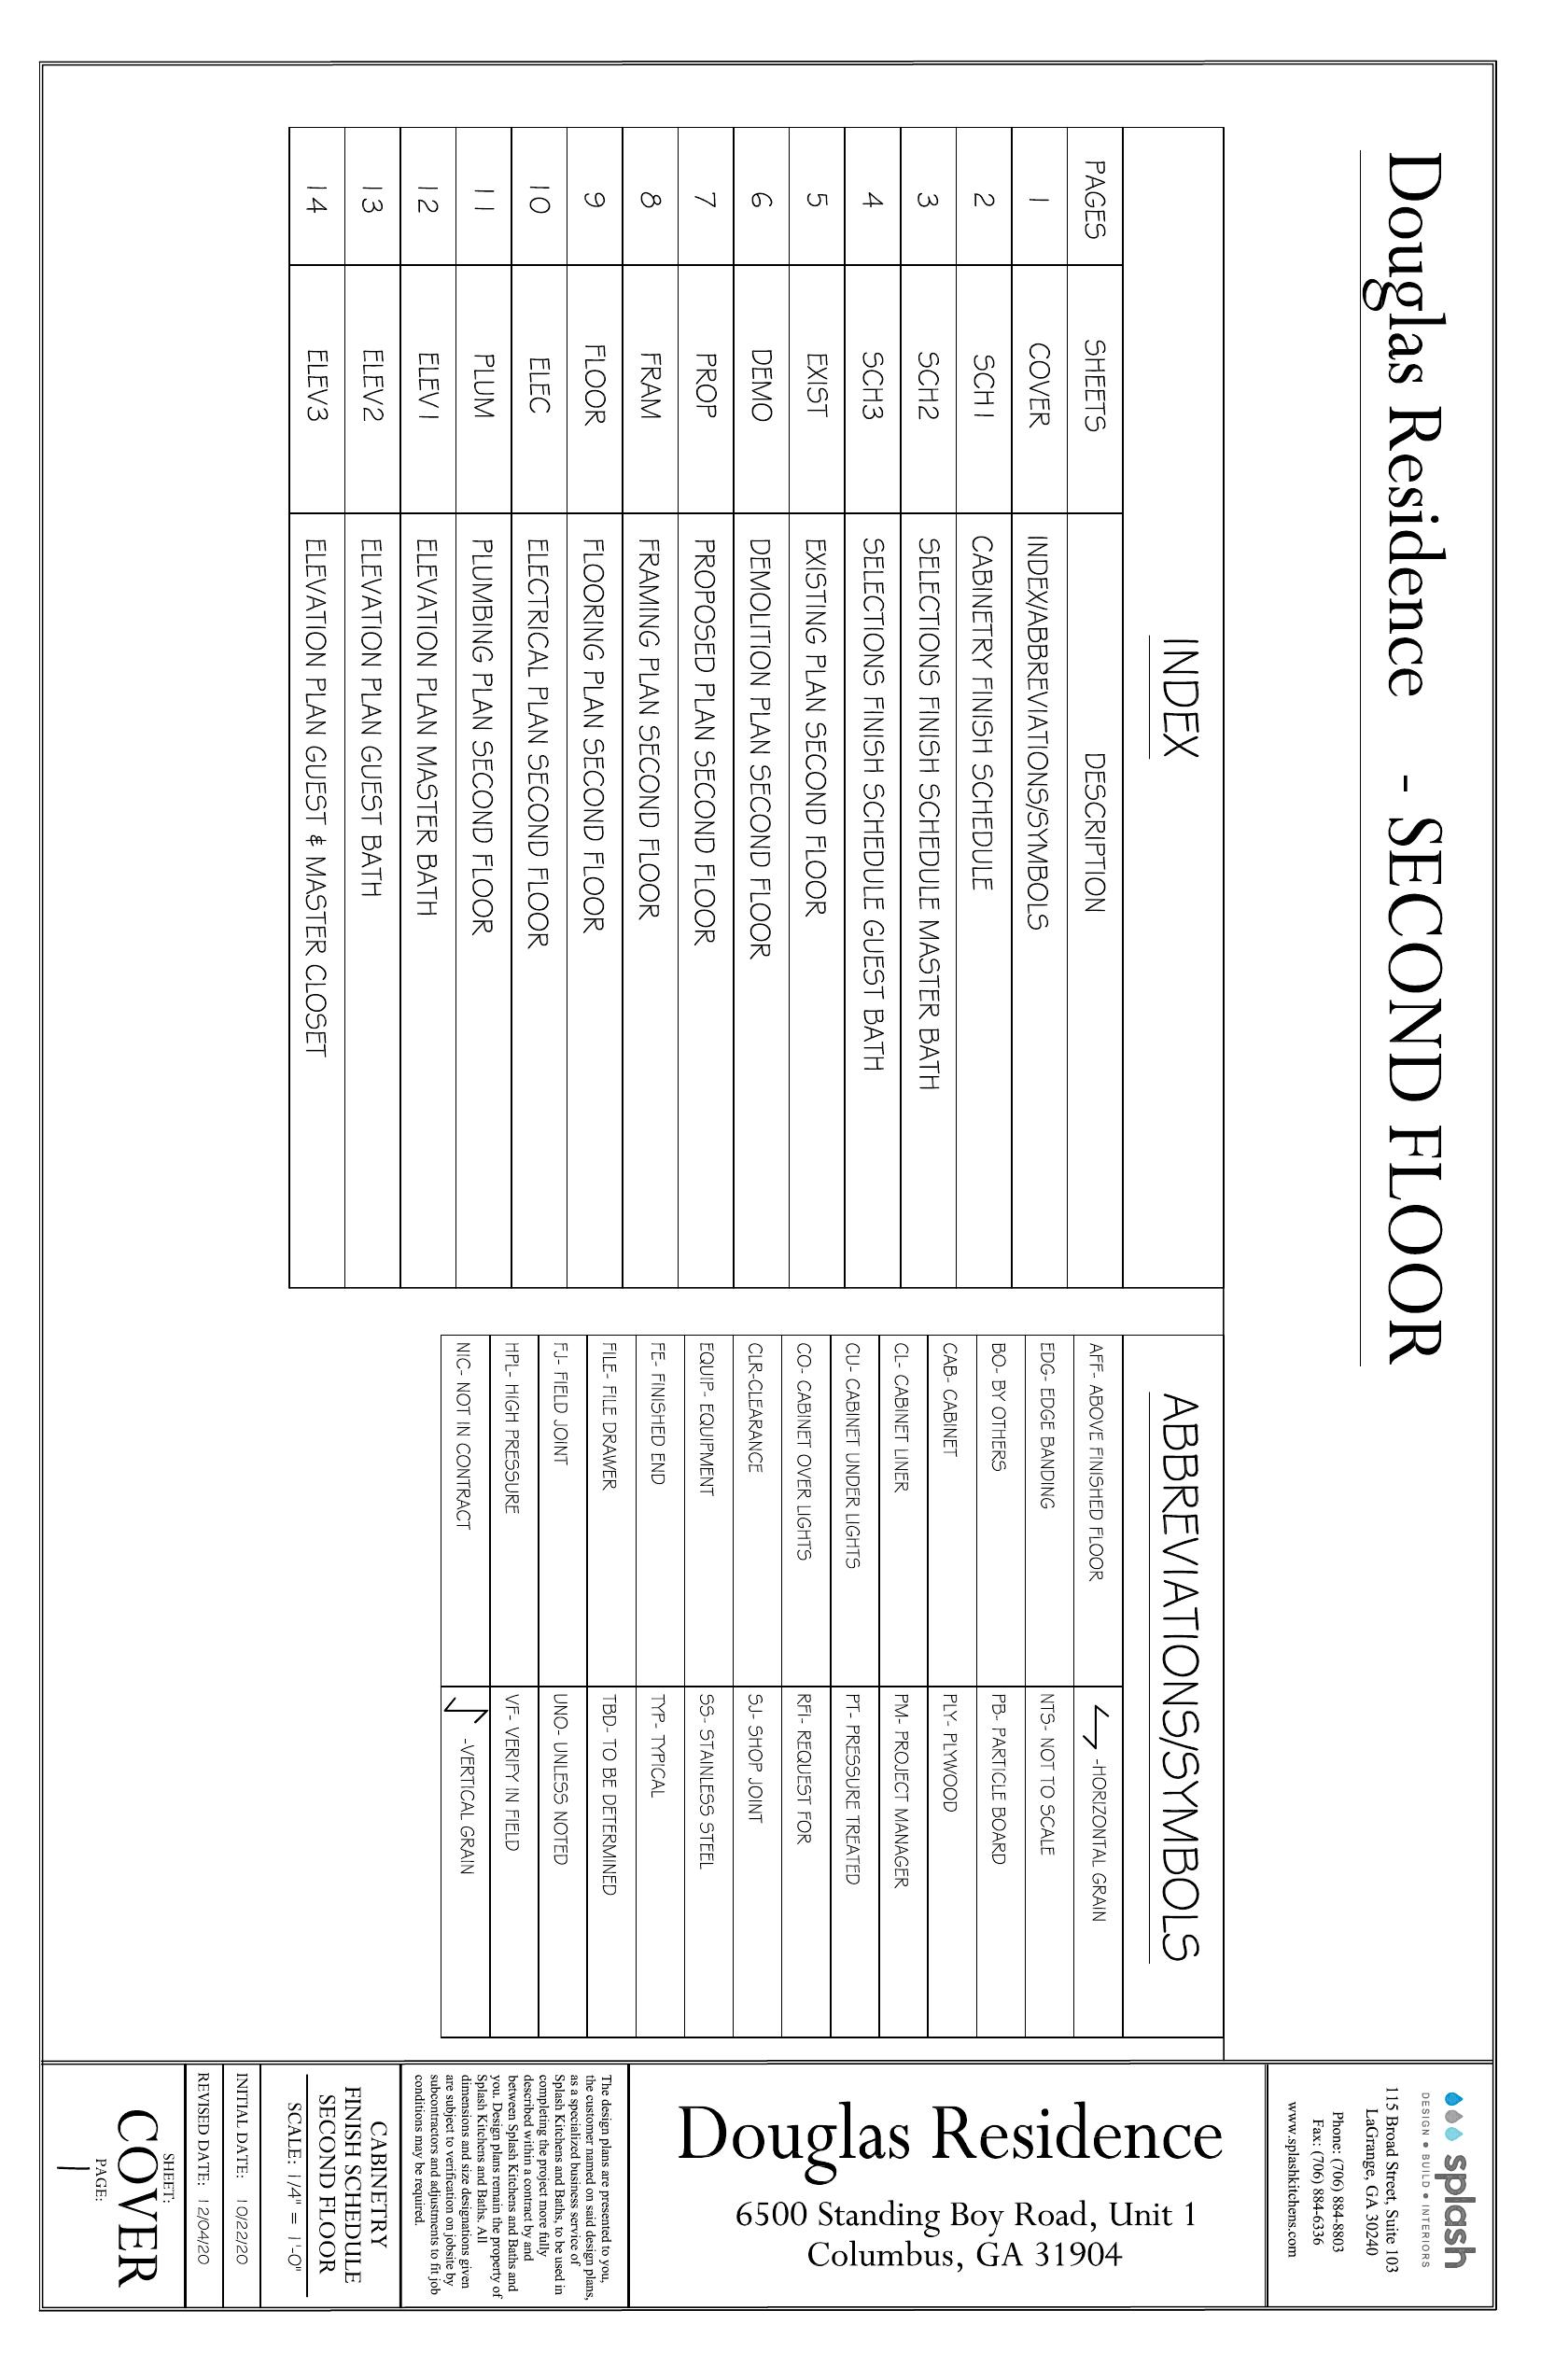 Douglas Residence - SECOND FLOOR
INDEX
PAGES SHEETS DESCRIPTION
1 COVER INDEX/ABBREVIATIONS/SYMBOLS
2 SCH1 CABINETRY FINISH SCHEDULE
3 SCH2 SELECTIONS FINISH SCHEDULE MASTER BATH
4 SCH3 SELECTIONS FINISH SCHEDULE GUEST BATH
5 EXIST EXISTING PLAN SECOND FLOOR
6 DEMO DEMOLITION PLAN SECOND FLOOR
7 PROP PROPOSED PLAN SECOND FLOOR
8 FRAM FRAMING PLAN SECOND FLOOR
9 FLOOR FLOORING PLAN SECOND FLOOR
10 ELEC ELECTRICAL PLAN SECOND FLOOR
11 PLUM PLUMBING PLAN SECOND FLOOR
12 ELEV1 ELEVATION PLAN MASTER BATH
13 ELEV2 ELEVATION PLAN GUEST BATH
14 ELEV3 ELEVATION PLAN GUEST & MASTER CLOSET
ABBREVIATIONS/SYMBOLS
AFF- ABOVE FINISHED FLOOR -HORIZONTAL GRAIN
EDG- EDGE BANDING NTS- NOT TO SCALE
BO- BY OTHERS PB- PARTICLE BOARD
CAB- CABINET PLY- PLYWOOD
CL- CABINET LINER PM- PROJECT MANAGER
CU- CABINET UNDER LIGHTS PT- PRESSURE TREATED
CO- CABINET OVER LIGHTS RFI- REQUEST FOR
CLR-CLEARANCE SJ- SHOP JOINT
EQUIP- EQUIPMENT SS- STAINLESS STEEL
FE- FINISHED END TYP- TYPICAL
FILE- FILE DRAWER TBD- TO BE DETERMINED
FJ- FIELD JOINT UNO- UNLESS NOTED
HPL- HIGH PRESSURE VF- VERIFY IN FIELD
NIC- NOT IN CONTRACT -VERTICAL GRAIN
splash
DESIGN • BUILD • INTERIORS
115 Broad Street, Suite 103
LaGrange, GA 30240
Phone: (706) 884-8803
Fax: (706) 884-6336
www.splashkitchens.com
Douglas Residence
6500 Standing Boy Road, Unit 1
Columbus, GA 31904
The design plans are presented to you,
the customer named on said design plans,
as a specialized business service of
Splash Kitchens and Baths, to be used in
completing the project more fully
described within a contract by and
between Splash Kitchens and Baths and
you. Design plans remain the property of
Splash Kitchens and Baths. All
dimensions and size designations given
are subject to verification on jobsite by
subcontractors and adjustments to fit job
conditions may be required.
CABINETRY
FINISH SCHEDULE
SECOND FLOOR
SCALE: 1/4" = 1'-0"
INITIAL DATE: 10/22/20
REVISED DATE: 12/04/20
SHEET:
COVER
PAGE:
1